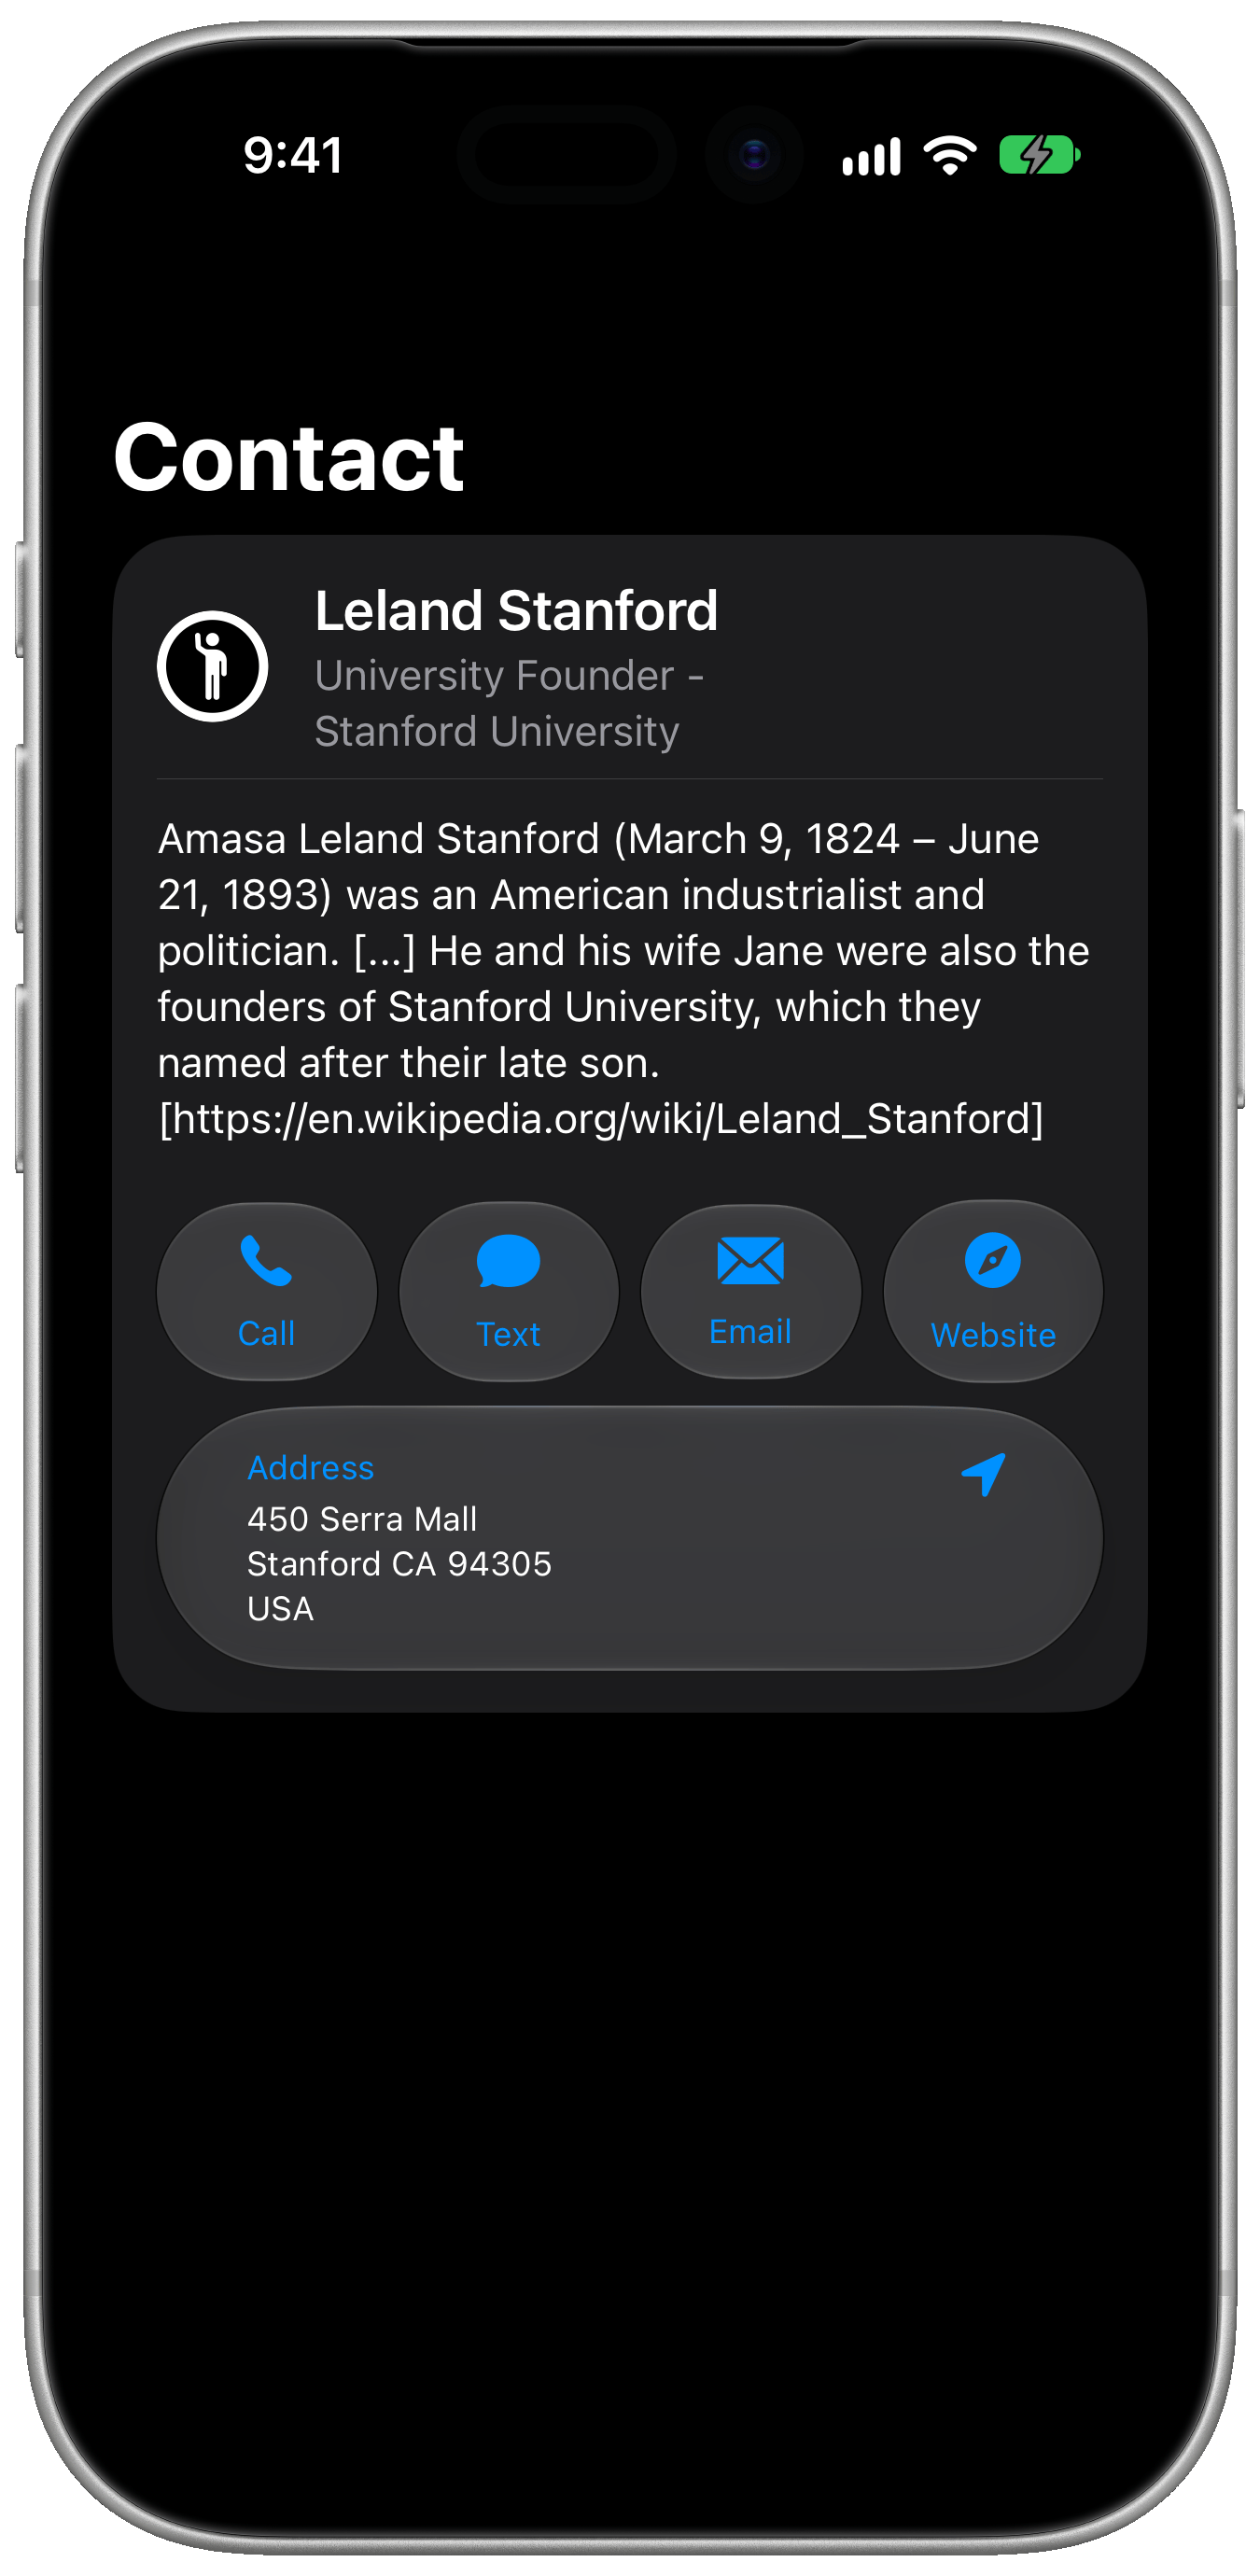 9:41
Contact
Leland Stanford
University Founder -
Stanford University
Amasa Leland Stanford (March 9, 1824 – June
21, 1893) was an American industrialist and
politician. [...] He and his wife Jane were also the
founders of Stanford University, which they
named after their late son.
[https://en.wikipedia.org/wiki/Leland_Stanford]
Call
Text
Email
Website
Address
450 Serra Mall
Stanford CA 94305
USA